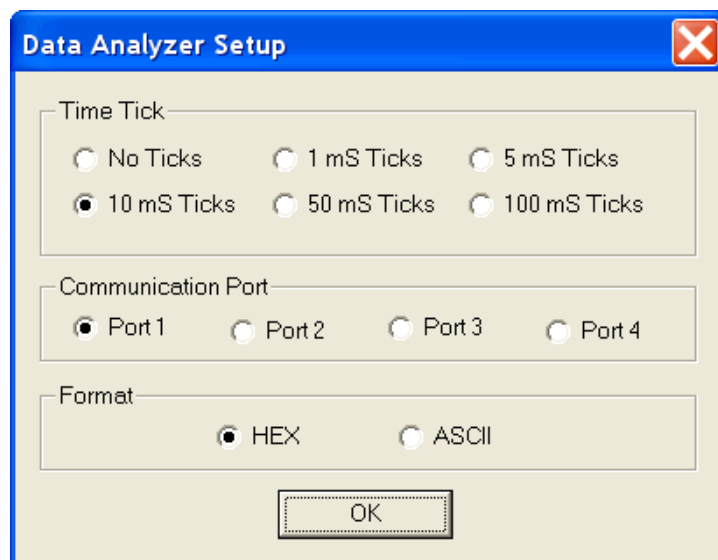 Data Analyzer Setup
Time Tick
No Ticks 1 mS Ticks 5 mS Ticks
10 mS Ticks 50 mS Ticks 100 mS Ticks
Communication Port
Port 1 Port 2 Port 3 Port 4
Format
HEX ASCII
OK